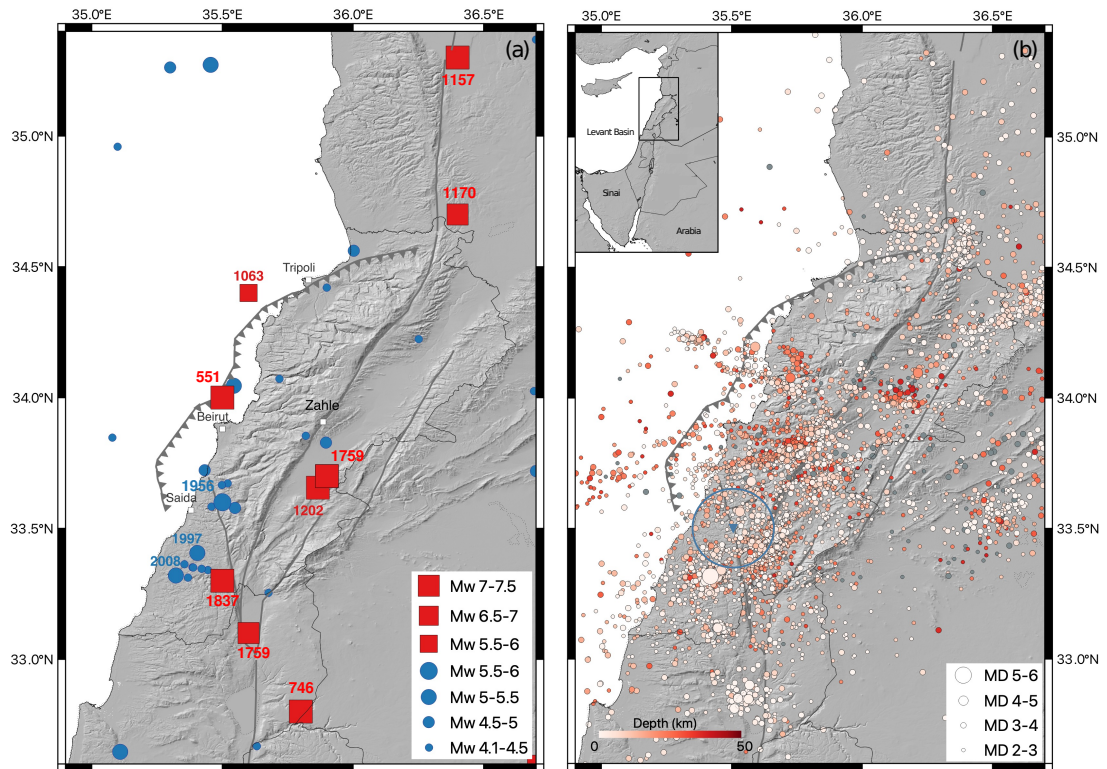 35.0°E 35.5°E 36.0°E 36.5°E
35.0°E 35.5°E 36.0°E 36.5°E
(a)
(b)
1157
35.0°N
35.0°N
Levant Basin
1170
Sinai
Arabia
34.5°N
34.5°N
Tripoli
1063
551
34.0°N
34.0°N
Beirut
Zahle
1759
1956
Saida
1202
33.5°N
33.5°N
1997
2008
1837
1759
33.0°N
33.0°N
746
Mw 7-7.5
Mw 6.5-7
Mw 5.5-6
Mw 5.5-6
Mw 5-5.5
Mw 4.5-5
Mw 4.1-4.5
Depth (km)
0 50
MD 5-6
MD 4-5
MD 3-4
MD 2-3